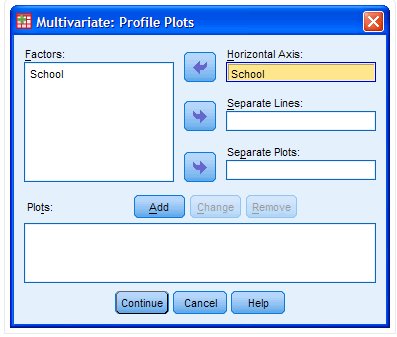 Multivariate: Profile Plots
Factors:
School
Horizontal Axis:
School
Separate Lines:
Separate Plots:
Plots:
Add
Change
Remove
Continue
Cancel
Help